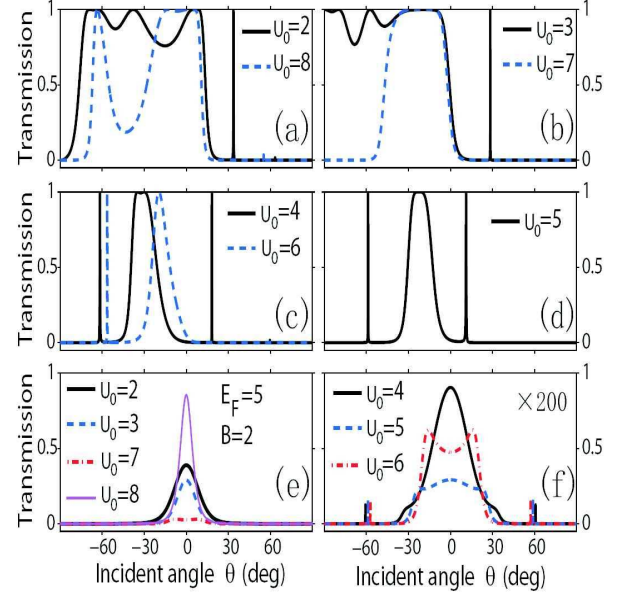 1
0.5
0
Transmission
U₀=2
U₀=8
(a)
1
0.5
0
U₀=3
U₀=7
(b)
1
0.5
0
Transmission
U₀=4
U₀=6
(c)
1
0.5
0
U₀=5
(d)
1
0.5
0
Transmission
U₀=2
U₀=3
U₀=7
U₀=8
E_F=5
B=2
(e)
−60 −30 0 30 60
Incident angle θ (deg)
1
0.5
0
U₀=4
U₀=5
U₀=6
×200
(f)
−60 −30 0 30 60
Incident angle θ (deg)